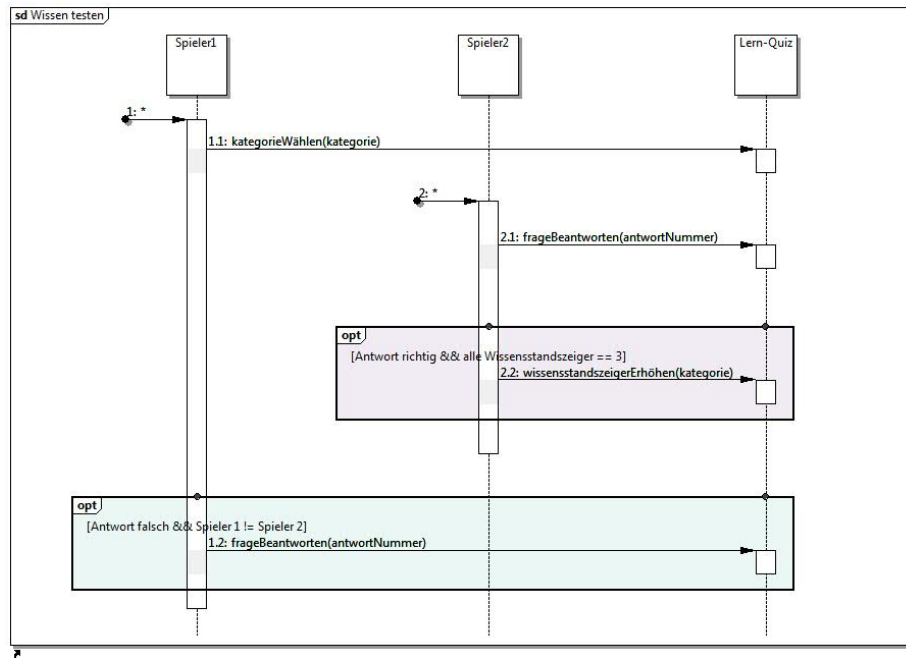 sd Wissen testen
Spieler1
Spieler2
Lern-Quiz
1: *
1.1: kategorieWählen(kategorie)
2: *
2.1: frageBeantworten(antwortNummer)
opt
[Antwort richtig && alle Wissensstandszeiger == 3]
2.2: wissensstandszeigerErhöhen(kategorie)
opt
[Antwort falsch && Spieler 1 != Spieler 2]
1.2: frageBeantworten(antwortNummer)